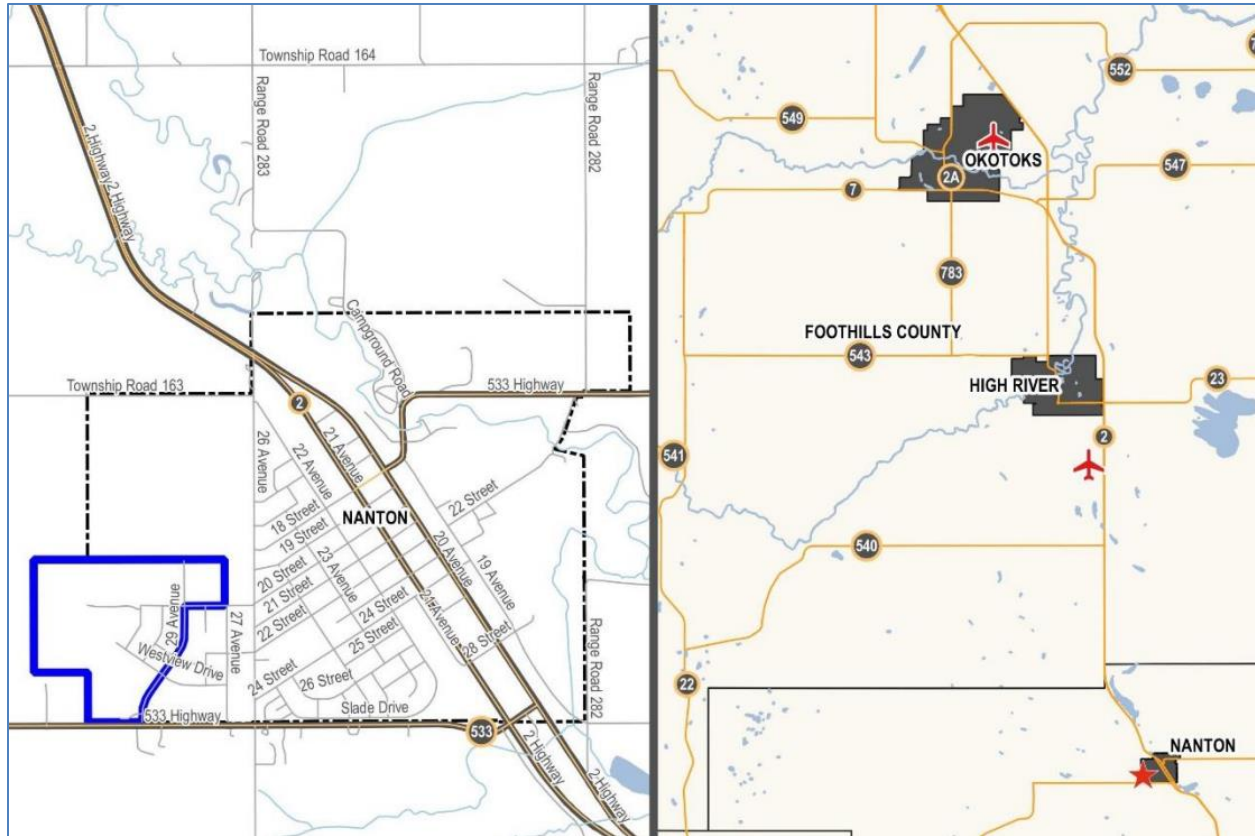 Township Road 164
Range Road 283
Range Road 282
2 Highway
2 Highway
Campground Road
533 Highway
Township Road 163
2
21 Avenue
22 Avenue
26 Avenue
18 Street
NANTON
22 Street
19 Street
20 Avenue
19 Avenue
20 Street
23 Avenue
21 Street
24 Street
21 Avenue
22 Street
29 Avenue
27 Avenue
25 Street
28 Street
Range Road 282
Westview Drive
24 Street
26 Street
Slade Drive
533 Highway
533
2 Highway
2 Highway
552
549
OKOTOKS
547
2A
7
783
FOOTHILLS COUNTY
543
HIGH RIVER
23
2
541
540
22
NANTON